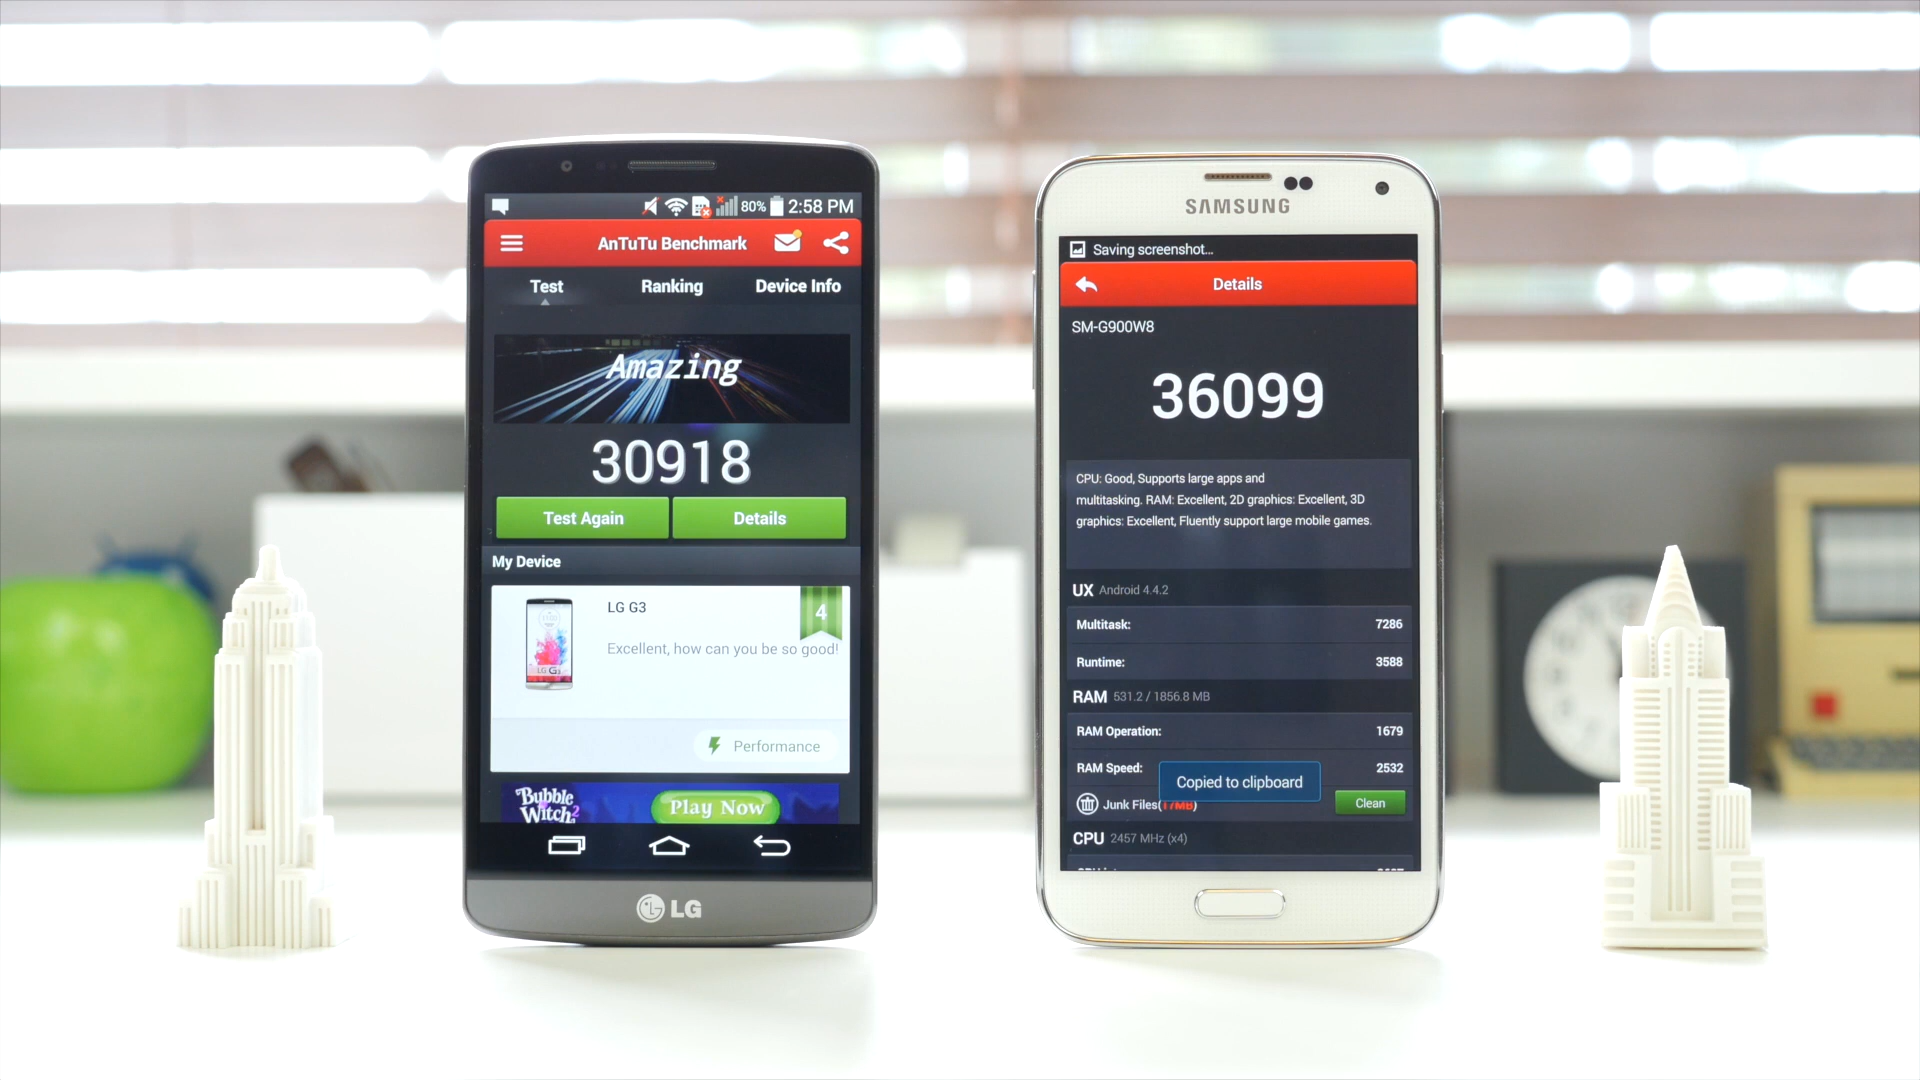 80% 2:58 PM
AnTuTu Benchmark
Test Ranking Device Info
Amazing
30918
Test Again Details
My Device
LG G3
4
Excellent, how can you be so good!
Performance
Bubble
Witch2
Play Now
LG
SAMSUNG
Saving screenshot...
Details
SM-G900W8
36099
CPU: Good, Supports large apps and
multitasking. RAM: Excellent, 2D graphics: Excellent, 3D
graphics: Excellent, Fluently support large mobile games.
UX Android 4.4.2
Multitask: 7286
Runtime: 3588
RAM 531.2 / 1856.8 MB
RAM Operation: 1679
RAM Speed: 2532
Copied to clipboard
Junk Files(17MB) Clean
CPU 2457 MHz (x4)